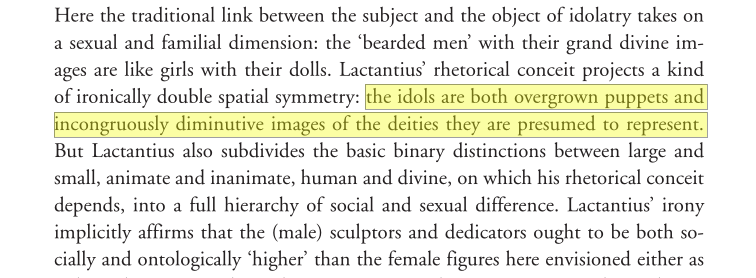 Here the traditional link between the subject and the object of idolatry takes on
a sexual and familial dimension: the ‘bearded men’ with their grand divine im-
ages are like girls with their dolls. Lactantius’ rhetorical conceit projects a kind
of ironically double spatial symmetry: the idols are both overgrown puppets and
incongruously diminutive images of the deities they are presumed to represent.
But Lactantius also subdivides the basic binary distinctions between large and
small, animate and inanimate, human and divine, on which his rhetorical conceit
depends, into a full hierarchy of social and sexual difference. Lactantius’ irony
implicitly affirms that the (male) sculptors and dedicators ought to be both so-
cially and ontologically ‘higher’ than the female figures here envisioned either as